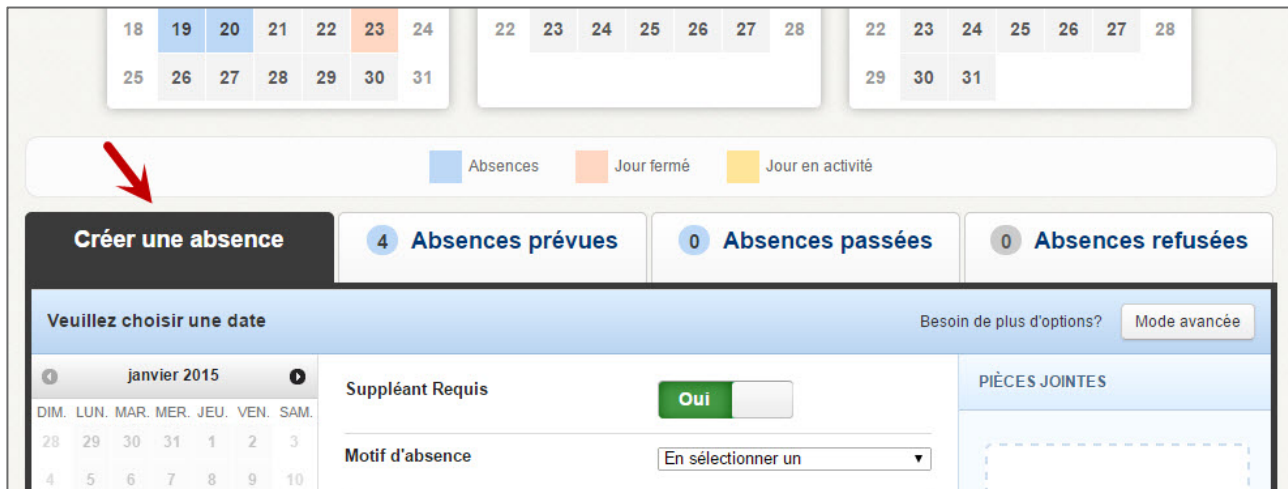 18 19 20 21 22 23 24 22 23 24 25 26 27 28 22 23 24 25 26 27 28
25 26 27 28 29 30 31 29 30 31
Absences Jour fermé Jour en activité
Créer une absence 4 Absences prévues 0 Absences passées 0 Absences refusées
Veuillez choisir une date Besoin de plus d'options? Mode avancée
janvier 2015 Suppléant Requis Oui PIÈCES JOINTES
DIM. LUN. MAR. MER. JEU. VEN. SAM.
28 29 30 31 1 2 3
Motif d'absence En sélectionner un
4 5 6 7 8 9 10